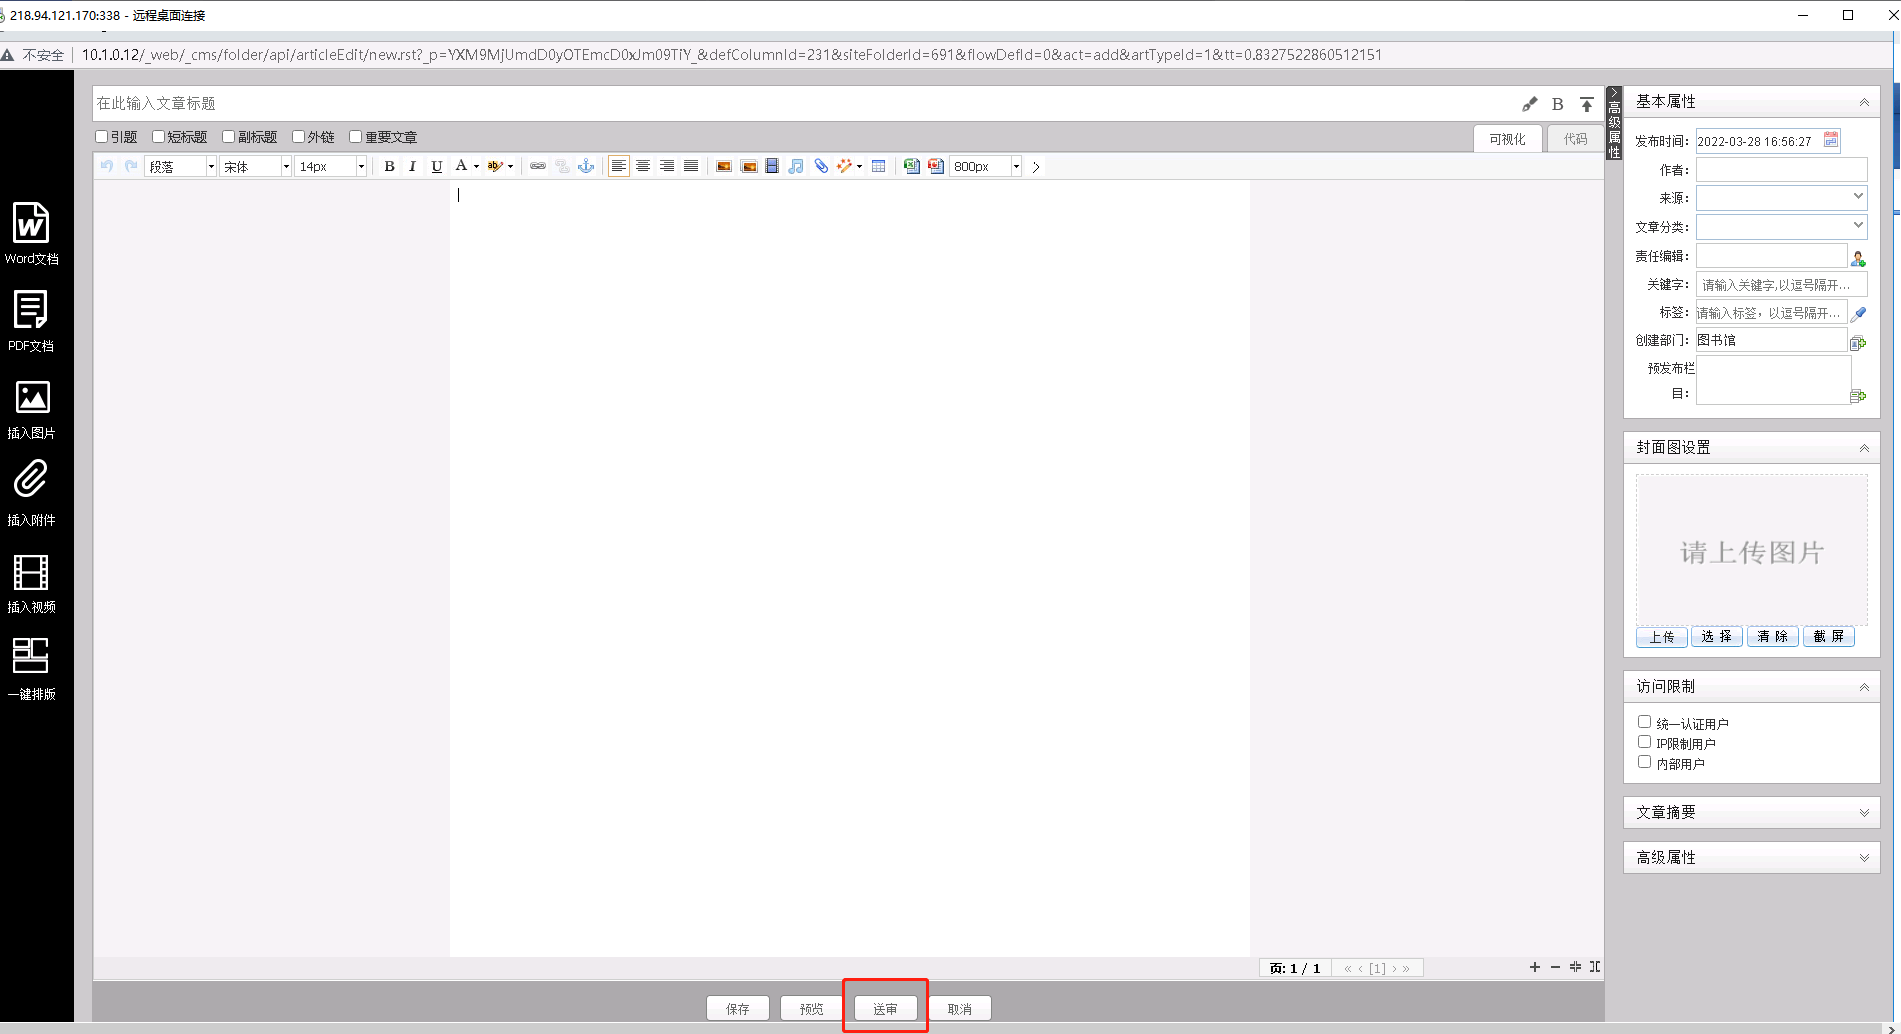 218.94.121.170:338 - 远程桌面连接
不安全 10.1.0.12/_web/_cms/folder/api/articleEdit/new.rst?_p=YXM9MjUmdD0yOTEmcD0xJm09TiY_&defColumnId=231&siteFolderId=691&flowDefId=0&act=add&artTypeId=1&tt=0.8327522860512151
在此输入文章标题 B
引题 短标题 副标题 外链 重要文章 可视化 代码
段落 宋体 14px B I U A ab 800px
Word文档
PDF文档
插入图片
插入附件
插入视频
一键排版
页: 1 / 1 « ‹ [1] › »
保存 预览 送审 取消
高级属性
基本属性
发布时间: 2022-03-28 16:56:27
作者:
来源:
文章分类:
责任编辑:
关键字: 请输入关键字,以逗号隔开...
标签: 请输入标签，以逗号隔开...
创建部门: 图书馆
预发布栏
目:
封面图设置
请上传图片
上传 选择 清除 截屏
访问限制
统一认证用户
IP限制用户
内部用户
文章摘要
高级属性